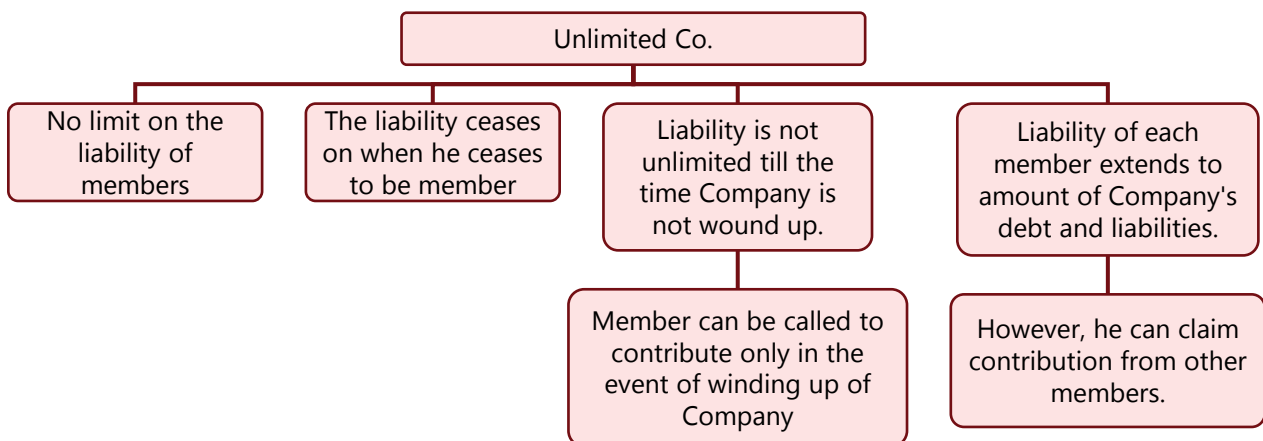 Unlimited Co.
No limit on the
liability of
members
The liability ceases
on when he ceases
to be member
Liability is not
unlimited till the
time Company is
not wound up.
Liability of each
member extends to
amount of Company's
debt and liabilities.
Member can be called to
contribute only in the
event of winding up of
Company
However, he can claim
contribution from other
members.